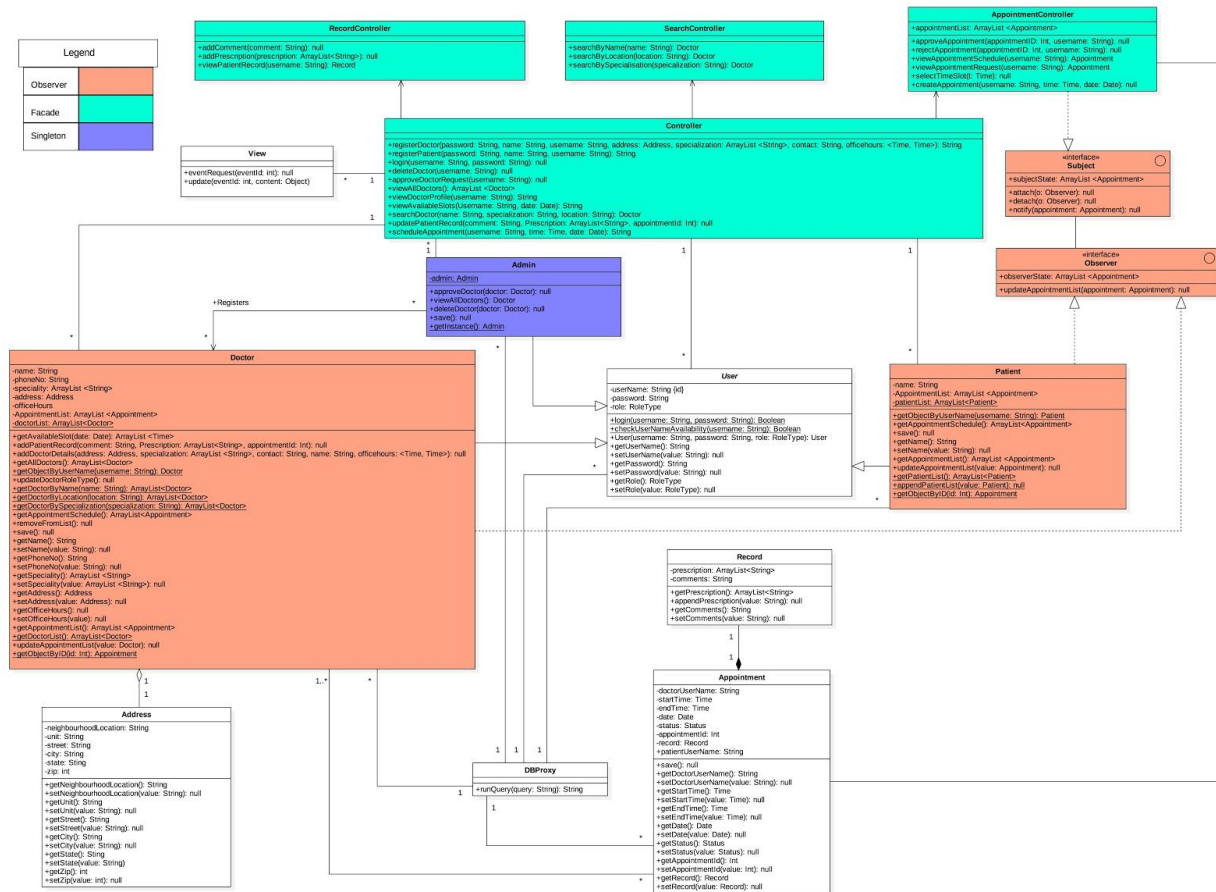 Legend
Observer
Facade
Singleton
RecordController
+addComment(comment: String): null
+addPrescription(prescription: ArrayList<String>): null
+viewPatientRecord(username: String): Record
SearchController
+searchByName(name: String): Doctor
+searchByLocation(location: String): Doctor
+searchBySpecialisation(speicalization: String): Doctor
AppointmentController
+appointmentList: ArrayList <Appointment>
+approveAppointment(appointmentID: Int, username: String): null
+rejectAppointment(appointmentID: Int, username: String): null
+viewAppointmentSchedule(username: String): Appointment
+viewAppointmentRequest(username: String): Appointment
+selectTimeSlot(t: Time): null
+createAppointment(username: String, time: Time, date: Date): null
Controller
+registerDoctor(password: String, name: String, username: String, address: Address, specialization: ArrayList <String>, contact: String, officehours: <Time, Time>): String
+registerPatient(password: String, name: String, username: String): String
+login(username: String, password: String): null
+deleteDoctor(username: String): null
+approveDoctorRequest(username: String): null
+viewAllDoctors(): ArrayList <Doctor>
+viewDoctorProfile(username: String): String
+viewAvailableSlots(Username: String, date: Date): String
+searchDoctor(name: String, specialization: String, location: String): Doctor
+updatePatientRecord(comment: String, Prescription: ArrayList<String>, appointmentId: Int): null
+scheduleAppointment(username: String, time: Time, date: Date): String
View
+eventRequest(eventId: int): null
+update(eventId: int, content: Object)
*
1
«interface»
Subject
+subjectState: ArrayList <Appointment>
+attach(o: Observer): null
+detach(o: Observer): null
+notify(appointment: Appointment): null
«interface»
Observer
+observerState: ArrayList <Appointment>
+updateAppointmentList(appointment: Appointment): null
1
*
1
1
1
Admin
-admin: Admin
+approveDoctor(doctor: Doctor): null
+viewAllDoctors(): Doctor
+deleteDoctor(doctor: Doctor): null
+save(): null
+getInstance(): Admin
+Registers
*
*
*
*
*
*
Doctor
-name: String
-phoneNo: String
-speciality: ArrayList <String>
-address: Address
-officeHours
-AppointmentList: ArrayList <Appointment>
-doctorList: ArrayList<Doctor>
+getAvailableSlot(date: Date): ArrayList <Time>
+addPatientRecord(comment: String, Prescription: ArrayList<String>, appointmentId: Int): null
+addDoctorDetails(address: Address, specialization: ArrayList <String>, contact: String, name: String, officehours: <Time, Time>): null
+getAllDoctors(): ArrayList<Doctor>
+getObjectByUserName(username: String): Doctor
+updateDoctorRoleType(): null
+getDoctorByName(name: String): ArrayList<Doctor>
+getDoctorByLocation(location: String): ArrayList<Doctor>
+getDoctorBySpecialization(specialization: String): ArrayList<Doctor>
+getAppointmentSchedule(): ArrayList<Appointment>
+removeFromList(): null
+save(): null
+getName(): String
+setName(value: String): null
+getPhoneNo(): String
+setPhoneNo(value: String): null
+getSpeciality(): ArrayList <String>
+setSpeciality(value: ArrayList <String>): null
+getAddress(): Address
+setAddress(value: Address): null
+getOfficeHours(): null
+setOfficeHours(value): null
+getAppointmentList(): ArrayList <Appointment>
+getDoctorList(): ArrayList<Doctor>
+updateAppointmentList(value: Doctor): null
+getObjectByID(id: Int): Appointment
User
-userName: String {id}
-password: String
-role: RoleType
+login(username: String, password: String): Boolean
+checkUserNameAvailability(username: String): Boolean
+User(username: String, password: String, role: RoleType): User
+getUserName(): String
+setUserName(value: String): null
+getPassword(): String
+setPassword(value: String): null
+getRole(): RoleType
+setRole(value: RoleType): null
*
Patient
-name: String
-AppointmentList: ArrayList <Appointment>
-patientList: ArrayList<Patient>
+getObjectByUserName(username: String): Patient
+getAppointmentSchedule(): ArrayList<Appointment>
+save(): null
+getName(): String
+setName(value: String): null
+getAppointmentList(): ArrayList <Appointment>
+updateAppointmentList(value: Appointment): null
+getPatientList(): ArrayList<Patient>
+appendPatientList(value: Patient): null
+getObjectByID(id: Int): Appointment
*
Record
-prescription: ArrayList<String>
-comments: String
+getPrescription(): ArrayList<String>
+appendPrescription(value: String): null
+getComments(): String
+setComments(value: String): null
1
1
Appointment
-doctorUserName: String
-startTime: Time
-endTime: Time
-date: Date
-status: Status
-appointmentId: Int
-record: Record
+patientUserName: String
+save(): null
+getDoctorUserName(): String
+setDoctorUserName(value: String): null
+getStartTime(): Time
+setStartTime(value: Time): null
+getEndTime(): Time
+setEndTime(value: Time): null
+getDate(): Date
+setDate(value: Date): null
+getStatus(): Status
+setStatus(value: Status): null
+getAppointmentId(): Int
+setAppointmentId(value: Int): null
+getRecord(): Record
+setRecord(value: Record): null
1
1
1..*
*
Address
-neighbourhoodLocation: String
-unit: String
-street: String
-city: String
-state: Sting
-zip: int
+getNeighbourhoodLocation(): String
+setNeighbourhoodLocation(value: String): null
+getUnit(): String
+setUnit(value: String): null
+getStreet(): String
+setStreet(value: String): null
+getCity(): String
+setCity(value: String): null
+getState(): Sting
+setState(value: String)
+getZip(): int
+setZip(value: int): null
1
1
1
DBProxy
+runQuery(query: String): String
1
1
*
*